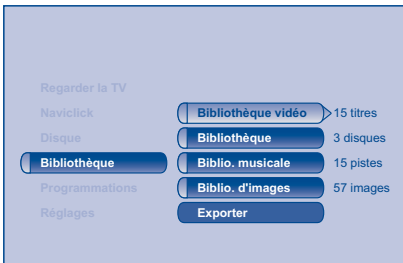 Regarder la TV
Naviclick
Bibliothèque vidéo 15 titres
Disque
Bibliothèque 3 disques
Bibliothèque
Biblio. musicale 15 pistes
Programmations
Biblio. d'images 57 images
Réglages
Exporter